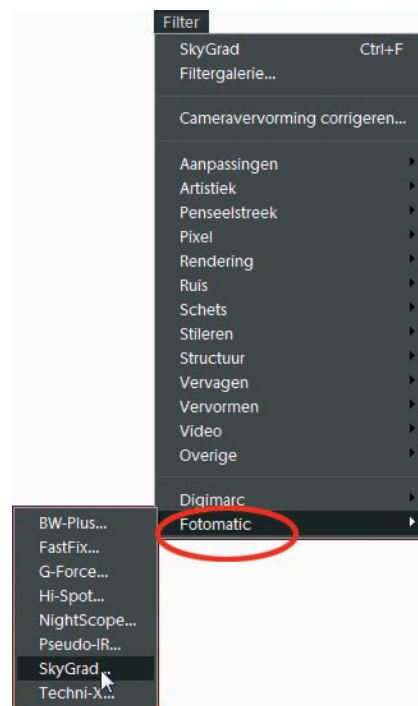 Filter
SkyGrad Ctrl+F
Filtergalerie...
Cameravervorming corrigeren...
Aanpassingen
Artistiek
Penseelstreek
Pixel
Rendering
Ruis
Schets
Stileren
Structuur
Vervagen
Vervormen
Video
Overige
Digimarc
Fotomatic
BW-Plus...
FastFix...
G-Force...
Hi-Spot...
NightScope...
Pseudo-IR...
SkyGrad...
Techni-X...